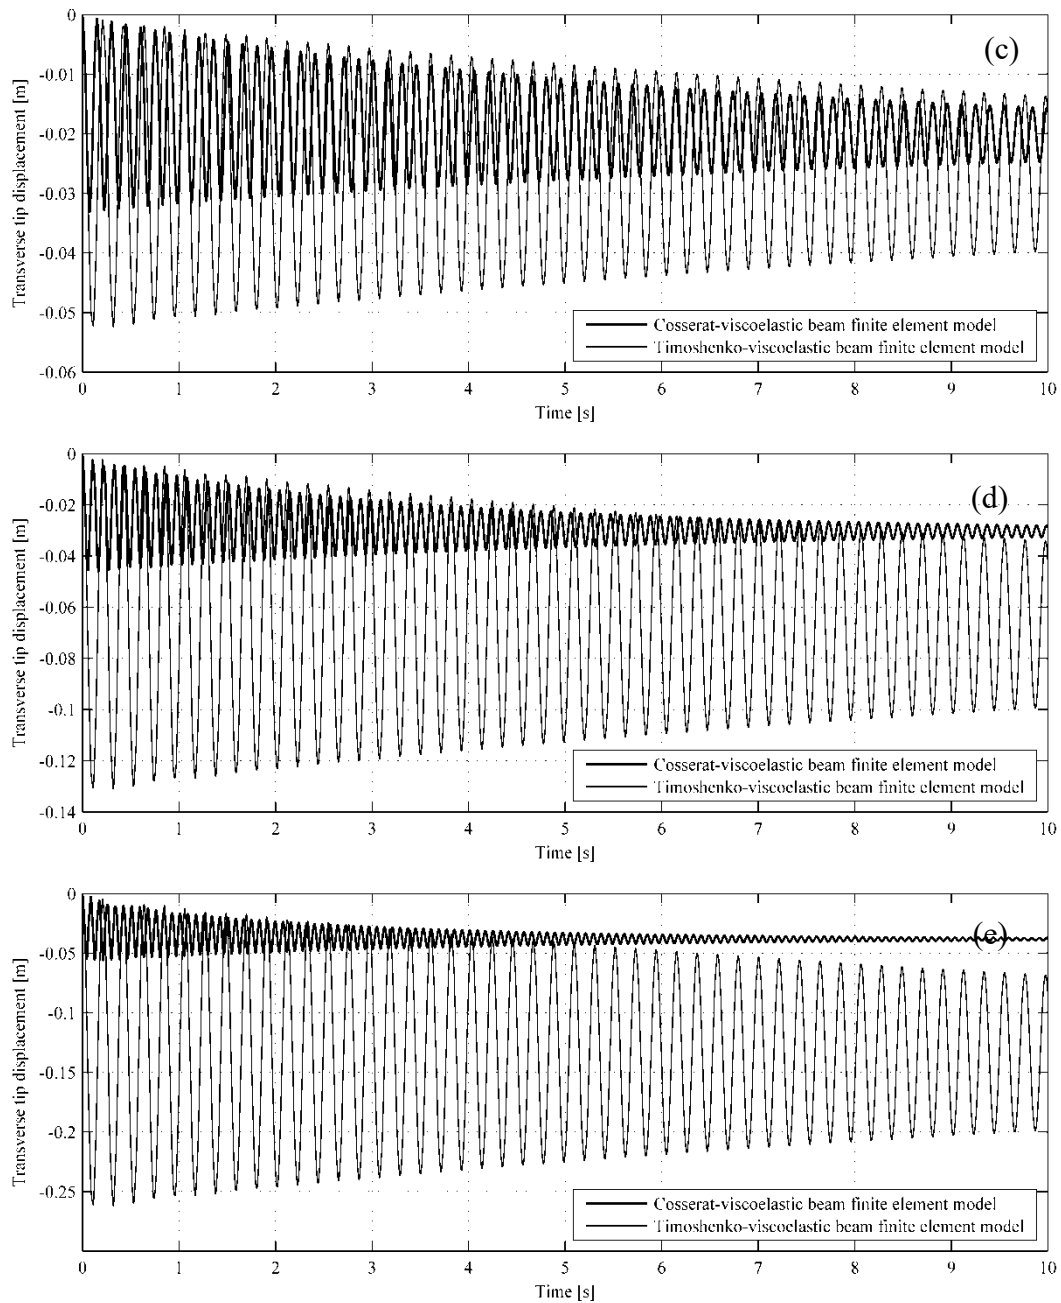 0
(c)
-0.01
-0.02
-0.03
-0.04
-0.05
-0.06
Transverse tip displacement [m]
Cosserat-viscoelastic beam finite element model
Timoshenko-viscoelastic beam finite element model
0 1 2 3 4 5 6 7 8 9 10
Time [s]
0
(d)
-0.02
-0.04
-0.06
-0.08
-0.1
-0.12
-0.14
Transverse tip displacement [m]
Cosserat-viscoelastic beam finite element model
Timoshenko-viscoelastic beam finite element model
0 1 2 3 4 5 6 7 8 9 10
Time [s]
0
(e)
-0.05
-0.1
-0.15
-0.2
-0.25
Transverse tip displacement [m]
Cosserat-viscoelastic beam finite element model
Timoshenko-viscoelastic beam finite element model
0 1 2 3 4 5 6 7 8 9 10
Time [s]